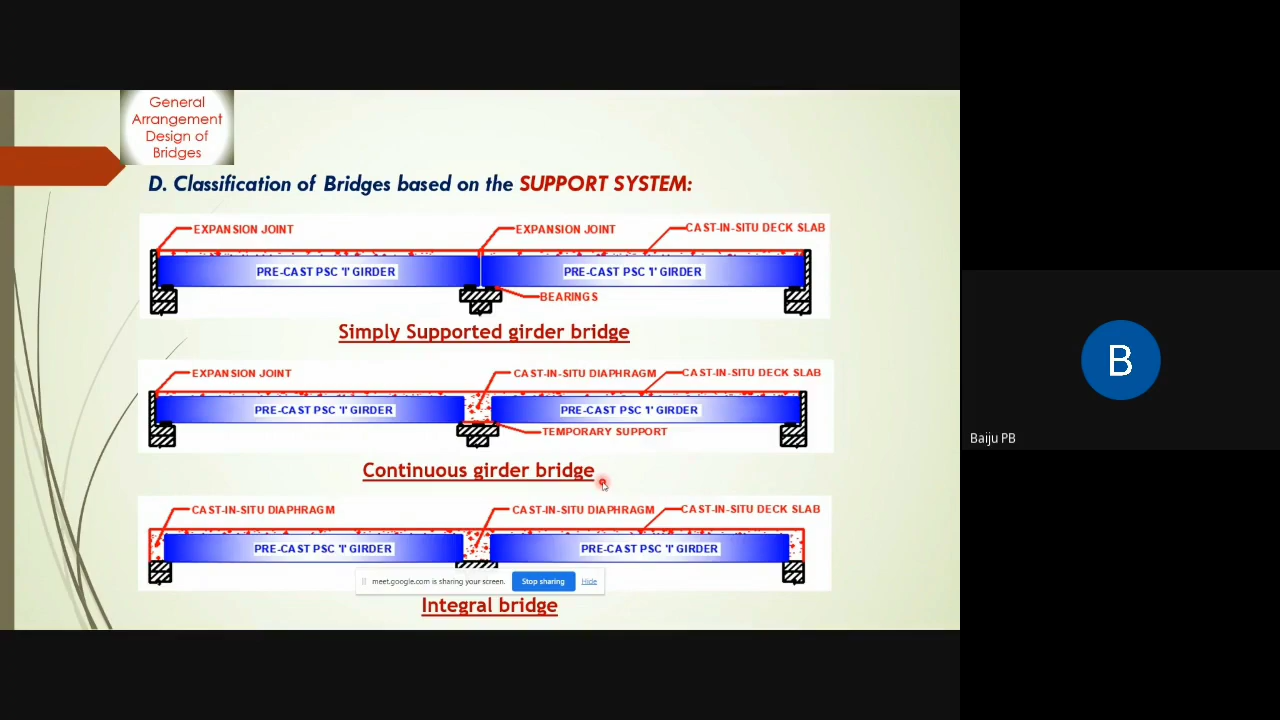 General
Arrangement
Design of
Bridges
D. Classification of Bridges based on the SUPPORT SYSTEM:
EXPANSION JOINT
EXPANSION JOINT
CAST-IN-SITU DECK SLAB
PRE-CAST PSC 'I' GIRDER
PRE-CAST PSC 'I' GIRDER
BEARINGS
Simply Supported girder bridge
EXPANSION JOINT
CAST-IN-SITU DIAPHRAGM
CAST-IN-SITU DECK SLAB
PRE-CAST PSC 'I' GIRDER
PRE-CAST PSC 'I' GIRDER
TEMPORARY SUPPORT
Continuous girder bridge
CAST-IN-SITU DIAPHRAGM
CAST-IN-SITU DIAPHRAGM
CAST-IN-SITU DECK SLAB
PRE-CAST PSC 'I' GIRDER
PRE-CAST PSC 'I' GIRDER
meet.google.com is sharing your screen.
Stop sharing
Hide
Integral bridge
B
Baiju PB